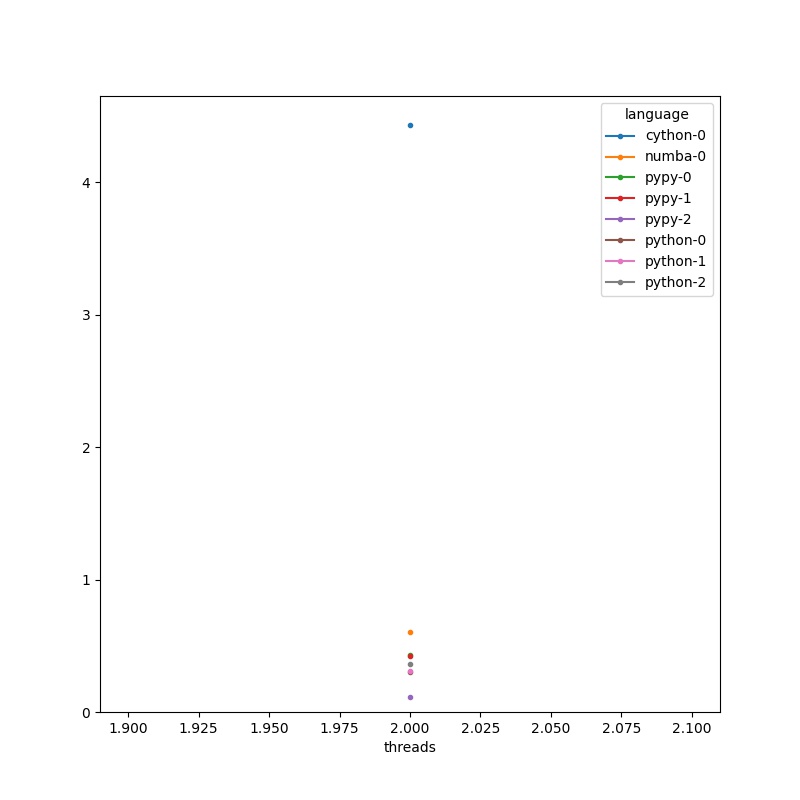 language
cython-0
numba-0
pypy-0
pypy-1
pypy-2
python-0
python-1
python-2
4
3
2
1
0
1.900 1.925 1.950 1.975 2.000 2.025 2.050 2.075 2.100
threads